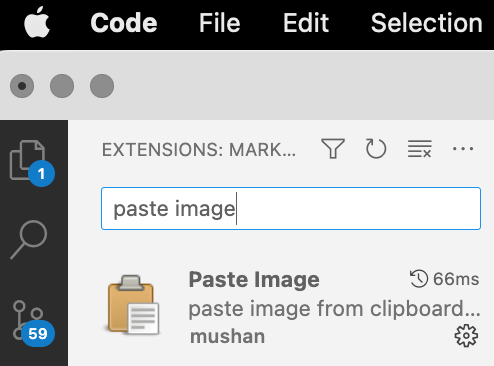 Code File Edit Selection
EXTENSIONS: MARK...
1
paste image
Paste Image 66ms
paste image from clipboard...
59
mushan